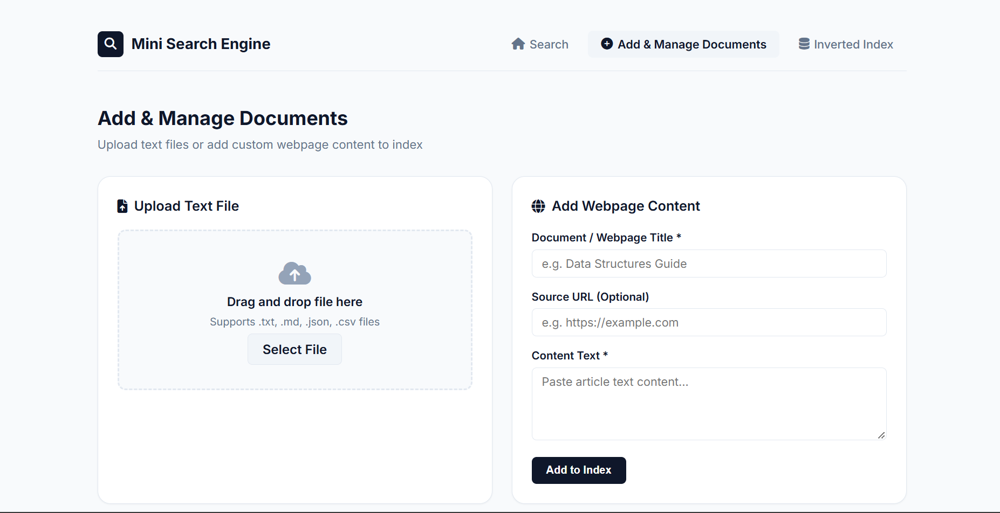 Mini Search Engine
Search
Add & Manage Documents
Inverted Index
Add & Manage Documents
Upload text files or add custom webpage content to index
Upload Text File
Drag and drop file here
Supports .txt, .md, .json, .csv files
Select File
Add Webpage Content
Document / Webpage Title *
e.g. Data Structures Guide
Source URL (Optional)
e.g. https://example.com
Content Text *
Paste article text content...
Add to Index